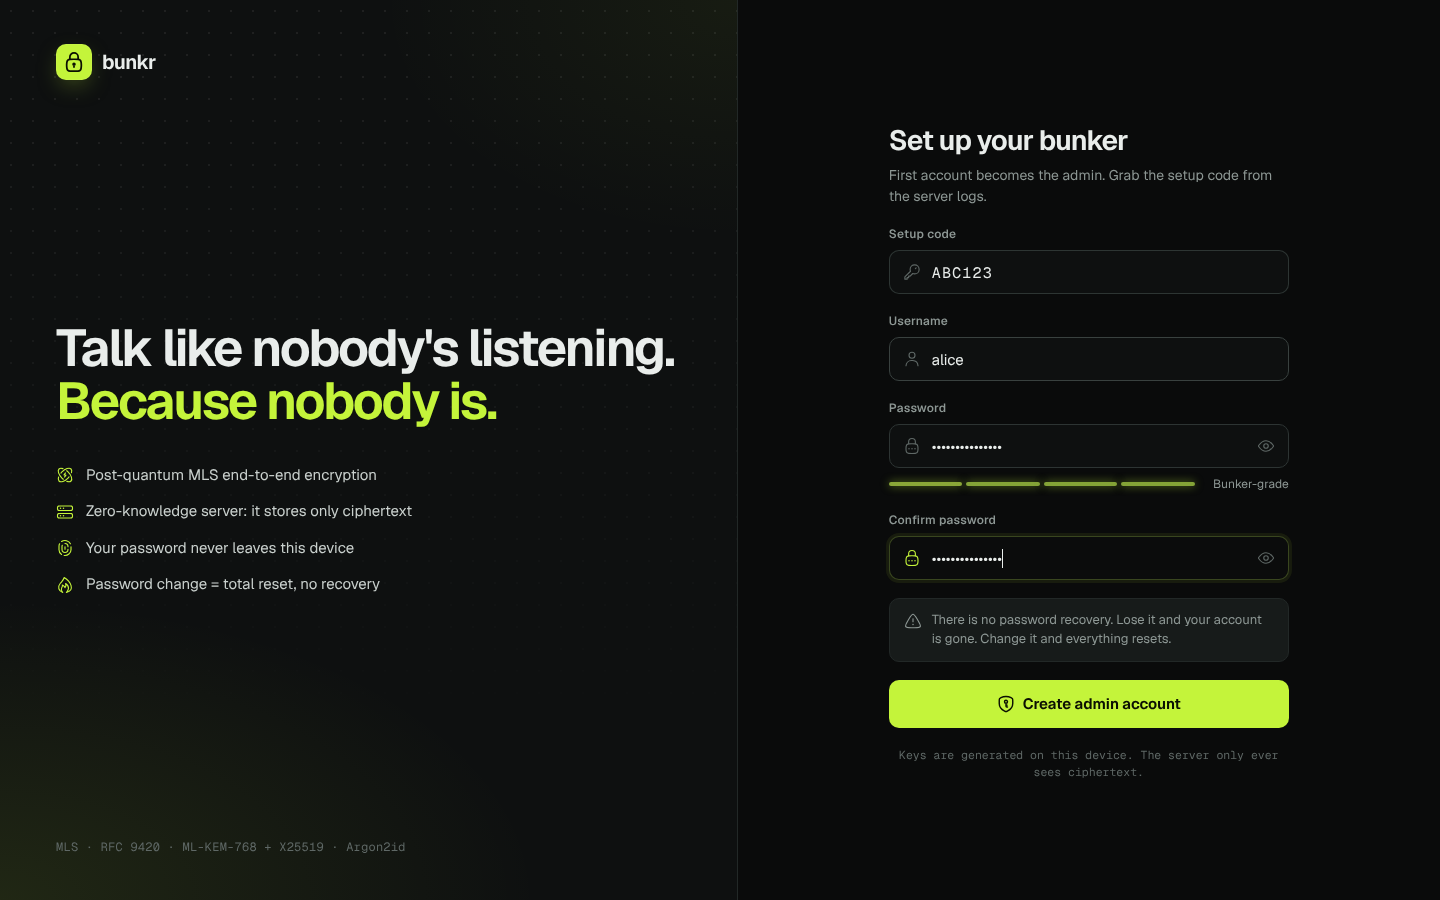 bunkr
Talk like nobody's listening.
Because nobody is.
Post-quantum MLS end-to-end encryption
Zero-knowledge server: it stores only ciphertext
Your password never leaves this device
Password change = total reset, no recovery
MLS · RFC 9420 · ML-KEM-768 + X25519 · Argon2id
Set up your bunker
First account becomes the admin. Grab the setup code from
the server logs.
Setup code
ABC123
Username
alice
Password
••••••••••••••
Bunker-grade
Confirm password
••••••••••••••
There is no password recovery. Lose it and your account
is gone. Change it and everything resets.
Create admin account
Keys are generated on this device. The server only ever
sees ciphertext.